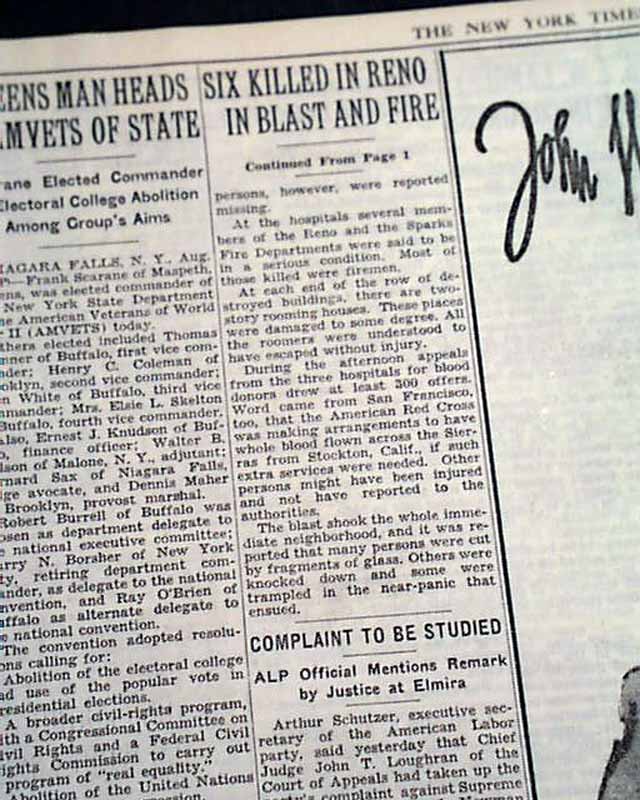 THE NEW YORK TIME
EENS MAN HEADS
AMVETS OF STATE
rane Elected Commander
Electoral College Abolition
Among Group's Aims
IAGARA FALLS, N. Y., Aug.
—Frank Scarane of Maspeth,
ens, was elected commander of
New York State Department
he American Veterans of World
II (AMVETS) today.
thers elected included Thomas
nner of Buffalo, first vice com-
nder; Henry C. Coleman of
oklyn, second vice commander;
n White of Buffalo, third vice
mmander; Mrs. Elsie L. Skelton
Buffalo, fourth vice commander.
also, Ernest J. Knudson of Buf-
o, finance officer; Walter B.
lson of Malone, N. Y., adjutant;
rnard Sax of Niagara Falls,
ge avocate, and Dennis Maher
Brooklyn, provost marshal.
Robert Burrell of Buffalo was
osen as department delegate to
e national executive committee;
arry N. Borsher of New York
ty, retiring department com-
ander, as delegate to the national
nvention, and Ray O'Brien of
uffalo as alternate delegate to
e national convention.
The convention adopted resolu-
ons calling for:
Abolition of the electoral college
nd use of the popular vote in
residential elections.
A broader civil-rights program,
ith a Congressional Committee on
ivil Rights and a Federal Civil
ights Commission to carry out
program of "real equality."
Abolition of the United Nations
SIX KILLED IN RENO
IN BLAST AND FIRE
Continued From Page 1
persons, however, were reported
missing.
At the hospitals several mem-
bers of the Reno and the Sparks
Fire Departments were said to be
in a serious condition. Most of
those killed were firemen.
At each end of the row of de-
stroyed buildings, there are two-
story rooming houses. These places
were damaged to some degree. All
the roomers were understood to
have escaped without injury.
During the afternoon appeals
from the three hospitals for blood
donors drew at least 300 offers.
Word came from San Francisco,
too, that the American Red Cross
was making arrangements to have
whole blood flown across the Sier-
ras from Stockton, Calif., if such
extra services were needed. Other
persons might have been injured
and not have reported to the
authorities.
The blast shook the whole imme-
diate neighborhood, and it was re-
ported that many persons were cut
by fragments of glass. Others were
knocked down and some were
trampled in the near-panic that
ensued.
COMPLAINT TO BE STUDIED
ALP Official Mentions Remark
by Justice at Elmira
Arthur Schutzer, executive sec-
retary of the American Labor
party, said yesterday that Chief
Judge John T. Loughran of the
Court of Appeals had taken up the
party's complaint against Supreme
John